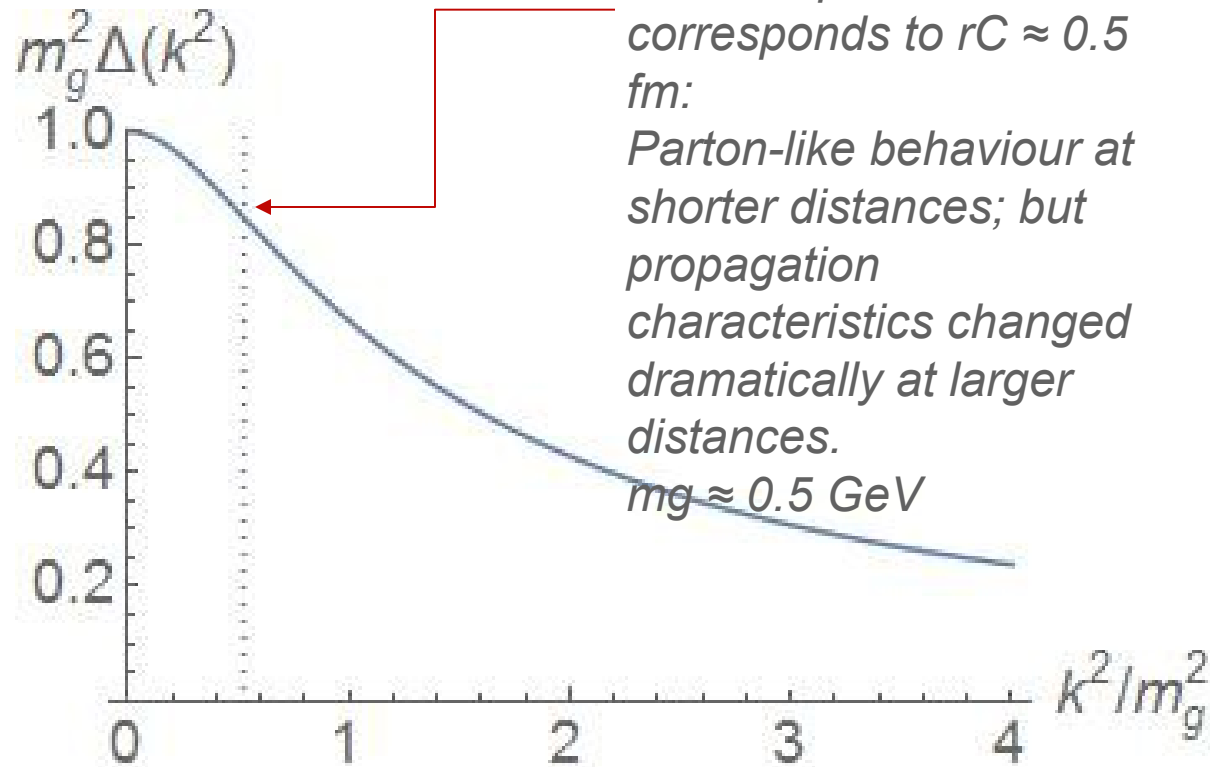 corresponds to rC ≈ 0.5
fm:
Parton-like behaviour at
shorter distances; but
propagation
characteristics changed
dramatically at larger
distances.
mg ≈ 0.5 GeV
m_g^2Δ(k^2)
1.0
0.8
0.6
0.4
0.2
0 1 2 3 4
k^2/m_g^2